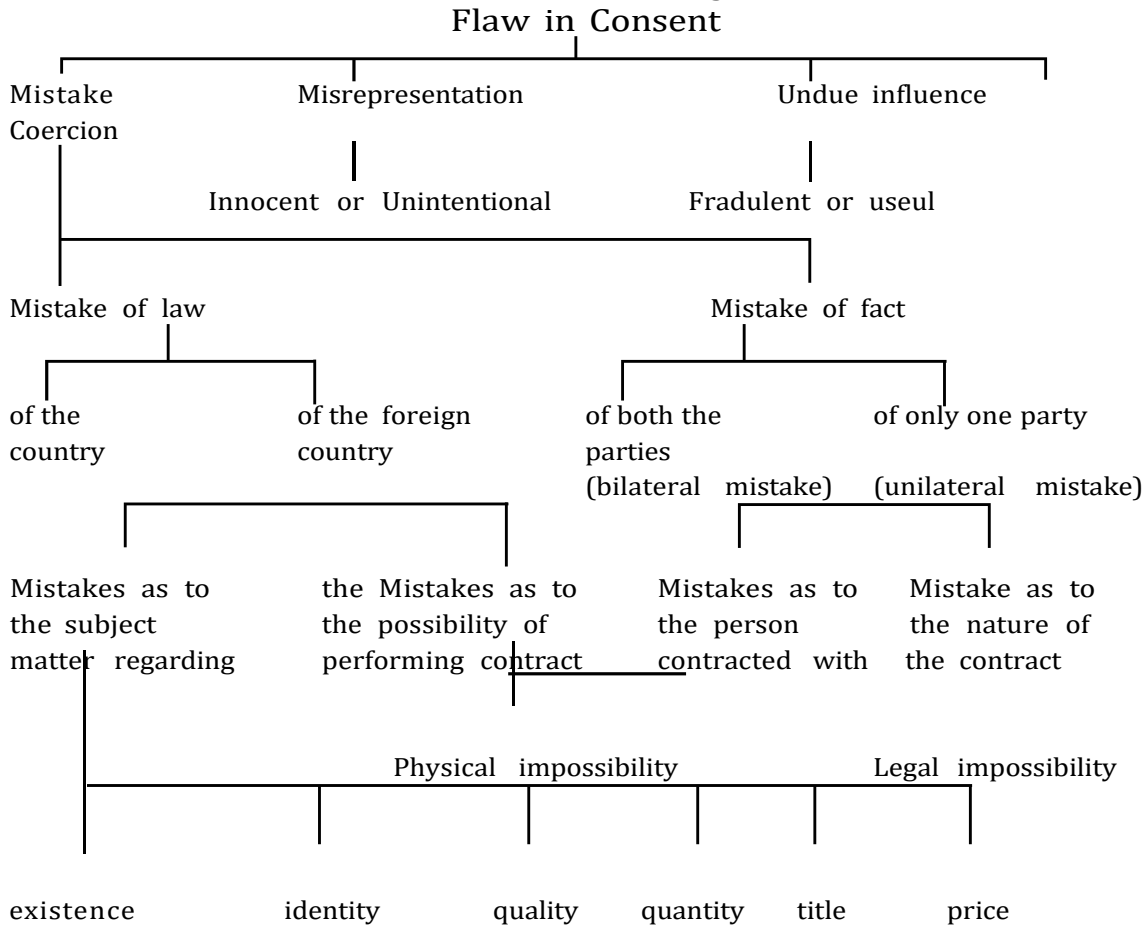 Flaw in Consent
Mistake Misrepresentation Undue influence
Coercion
Innocent or Unintentional Fradulent or useul
Mistake of law Mistake of fact
of the of the foreign of both the of only one party
country country parties
(bilateral mistake) (unilateral mistake)
Mistakes as to the Mistakes as to Mistakes as to Mistake as to
the subject the possibility of the person the nature of
matter regarding performing contract contracted with the contract
Physical impossibility Legal impossibility
existence identity quality quantity title price